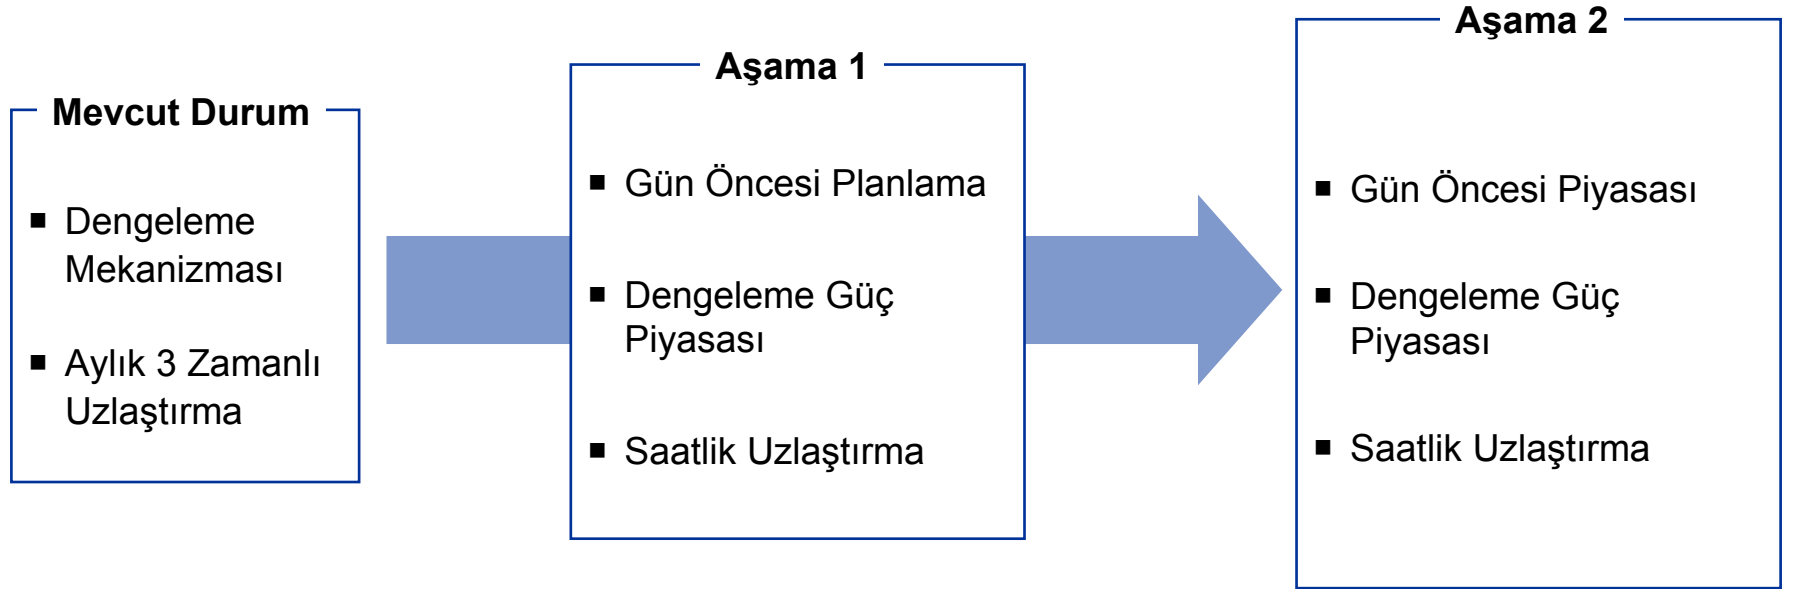 Mevcut Durum
▪ Dengeleme
Mekanizması
▪ Aylık 3 Zamanlı
Uzlaştırma
Aşama 1
▪ Gün Öncesi Planlama
▪ Dengeleme Güç
Piyasası
▪ Saatlik Uzlaştırma
Aşama 2
▪ Gün Öncesi Piyasası
▪ Dengeleme Güç
Piyasası
▪ Saatlik Uzlaştırma